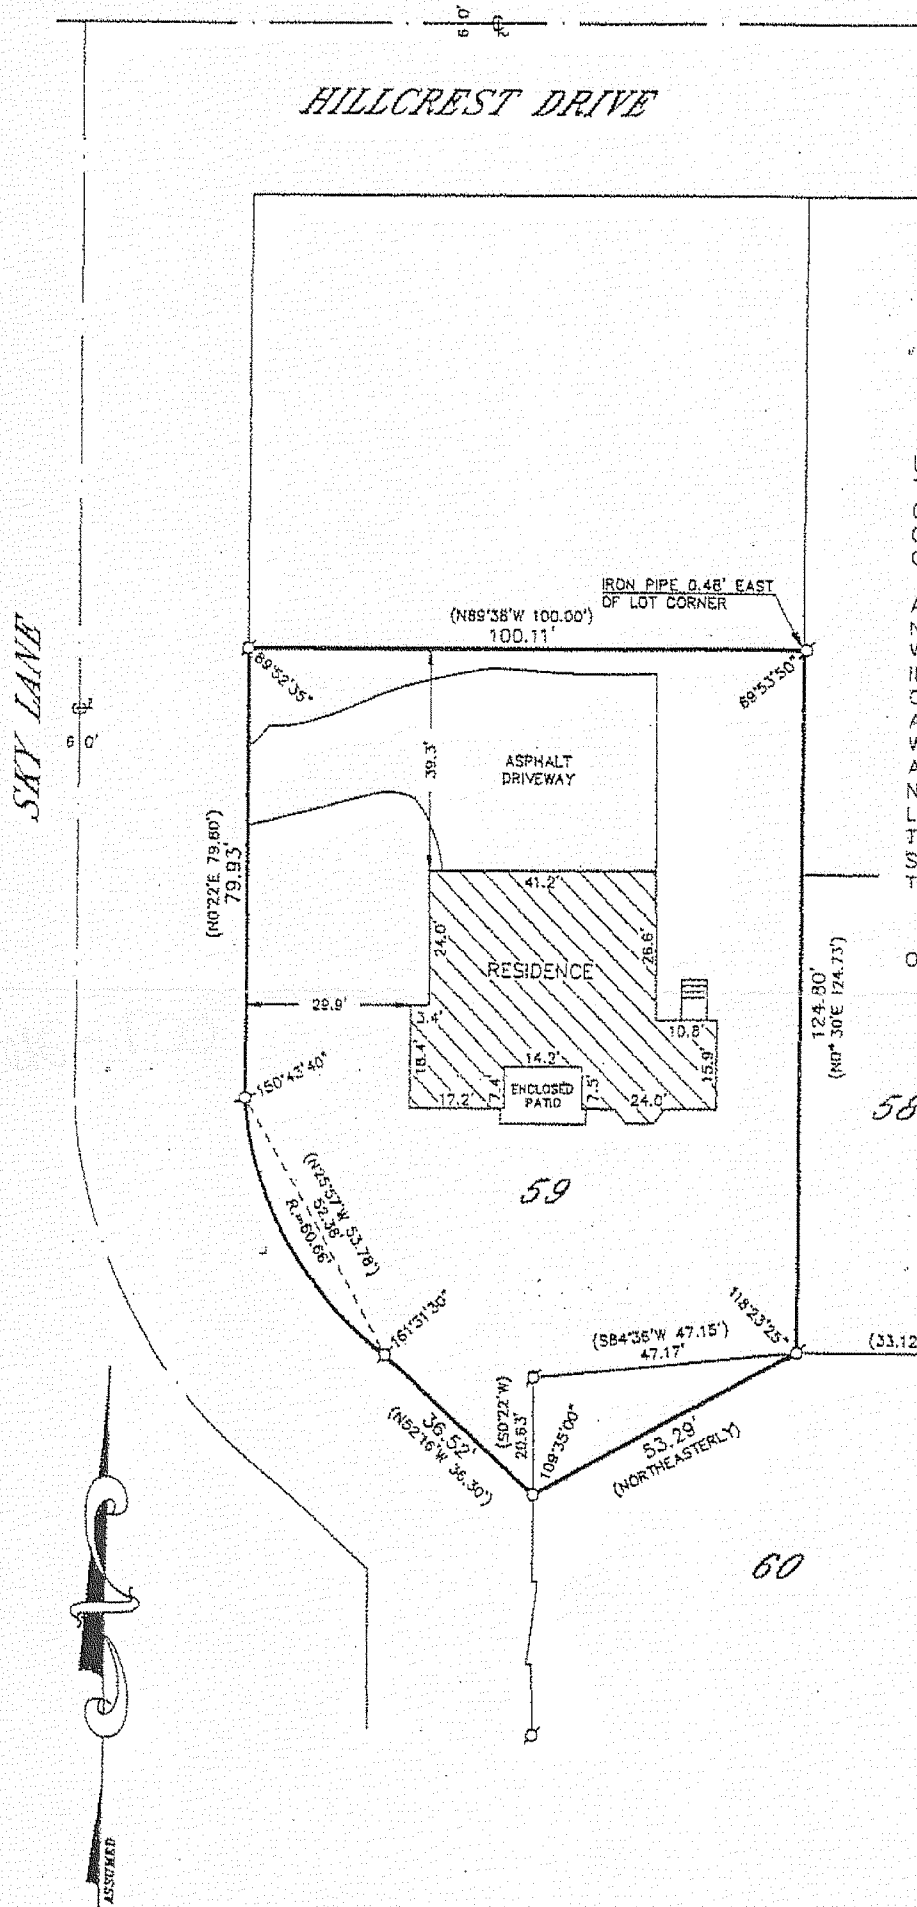 60'
HILLCREST DRIVE
SKY LANE
60'
IRON PIPE 0.48' EAST
OF LOT CORNER
(N89°38'W 100.00')
100.11'
89°52'35"
89°53'50"
39.3'
ASPHALT
DRIVEWAY
(N0°22'E 79.80')
79.93'
41.2'
24.0'
26.6'
RESIDENCE
29.9'
3.4'
18.4'
10.8'
15.9'
14.2'
17.2'
7.4'
ENCLOSED
PATIO
7.5'
24.0'
124.80'
(N0° 30'E 124.73')
58
150°43'40"
59
(N25°57'W 53.78')
52.38'
R.=60.66'
161°31'30"
118°23'25"
(S84°36'W 47.15')
47.17'
(33.12
(S0°22'W)
20.63'
109°35'00"
36.52'
(N52°16'W 36.30')
53.29'
(NORTHEASTERLY)
60
ASSUMED